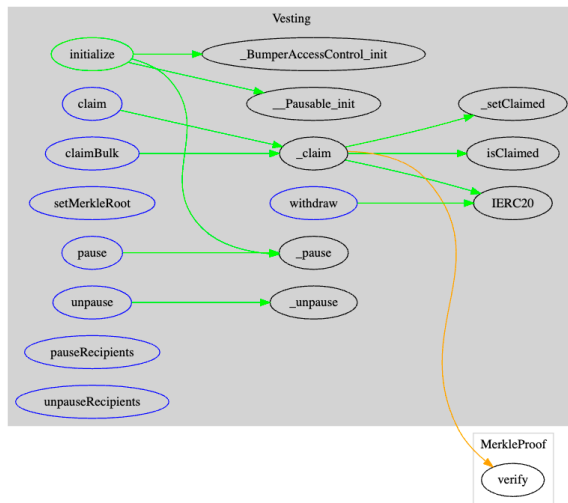 Vesting
initialize
_BumperAccessControl_init
claim
__Pausable_init
_setClaimed
claimBulk
_claim
isClaimed
setMerkleRoot
withdraw
IERC20
pause
_pause
unpause
_unpause
pauseRecipients
unpauseRecipients
MerkleProof
verify